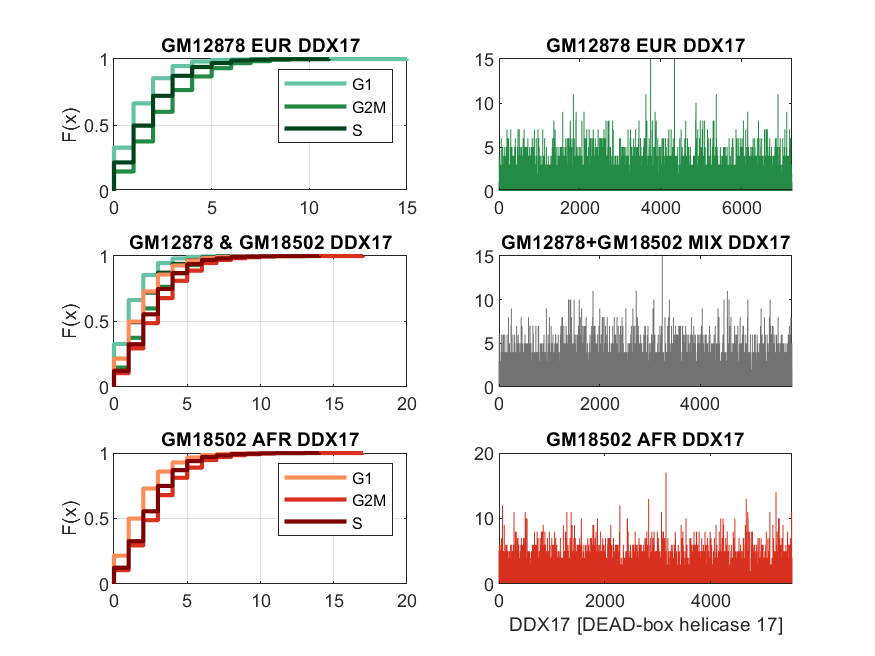 GM12878 EUR DDX17
1
0.5
0
F(x)
0 5 10 15
G1
G2M
S
GM12878 EUR DDX17
15
10
5
0
0 2000 4000 6000
GM12878 & GM18502 DDX17
1
0.5
0
F(x)
0 5 10 15 20
GM12878+GM18502 MIX DDX17
15
10
5
0
0 2000 4000
GM18502 AFR DDX17
1
0.5
0
F(x)
0 5 10 15 20
G1
G2M
S
GM18502 AFR DDX17
20
10
0
0 2000 4000
DDX17 [DEAD-box helicase 17]